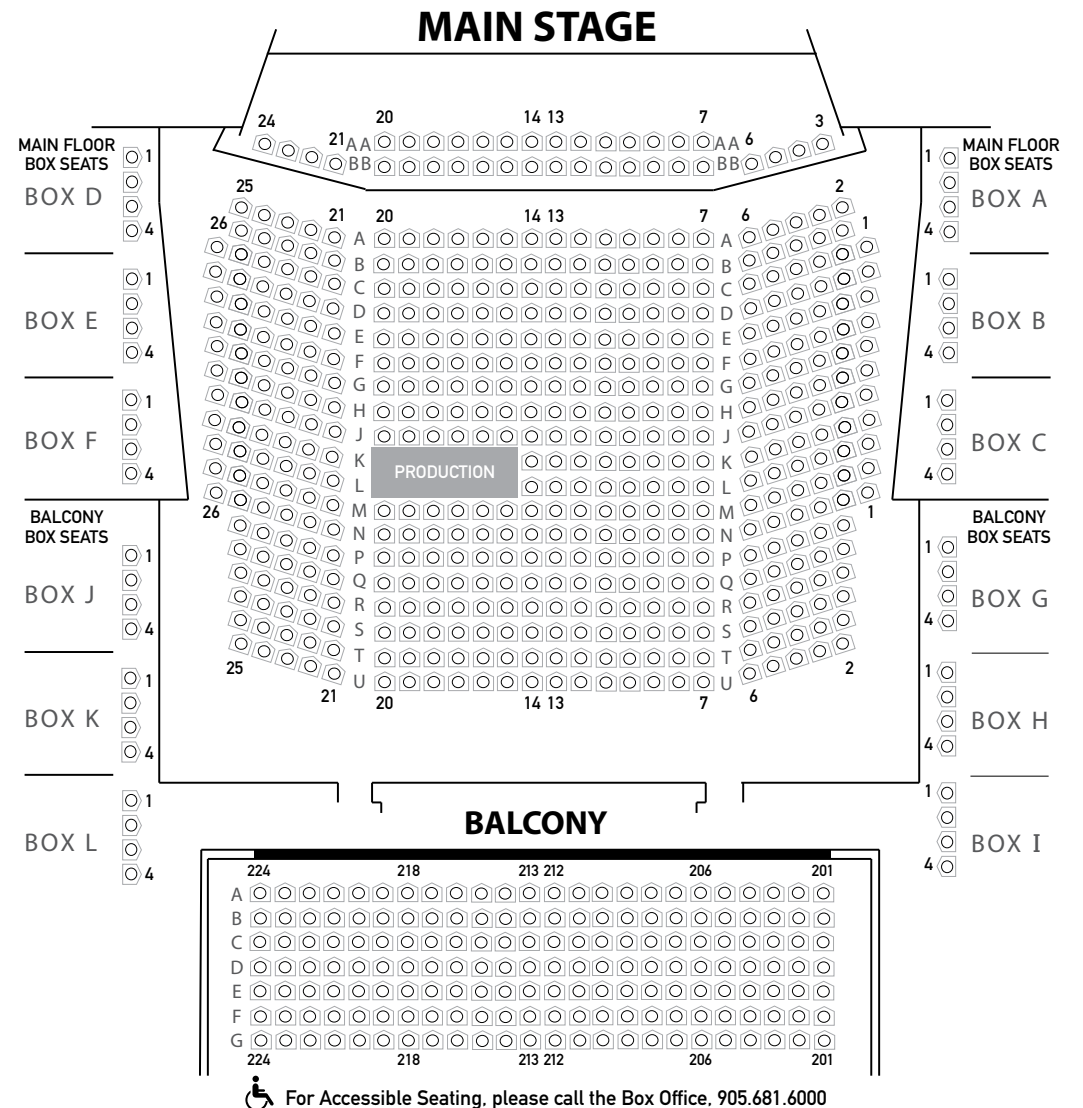 MAIN STAGE
24 20 14 13 7 3
21 AA AA 6
BB BB
MAIN FLOOR
BOX SEATS
BOX D
1
4
BOX E
1
4
BOX F
1
4
MAIN FLOOR
BOX SEATS
BOX A
1
4
BOX B
1
4
BOX C
1
4
25 21 20 14 13 7 6 2
26 1
A A
B B
C C
D D
E E
F F
G G
H H
J J
K PRODUCTION K
L L
M M
26 1
N N
P P
Q Q
R R
S S
T T
U U
25 21 20 14 13 7 6 2
BALCONY
BOX SEATS
BOX J
1
4
BOX K
1
4
BOX L
1
4
BALCONY
BOX SEATS
BOX G
1
4
BOX H
1
4
BOX I
1
4
BALCONY
224 218 213 212 206 201
A
B
C
D
E
F
G
224 218 213 212 206 201
For Accessible Seating, please call the Box Office, 905.681.6000